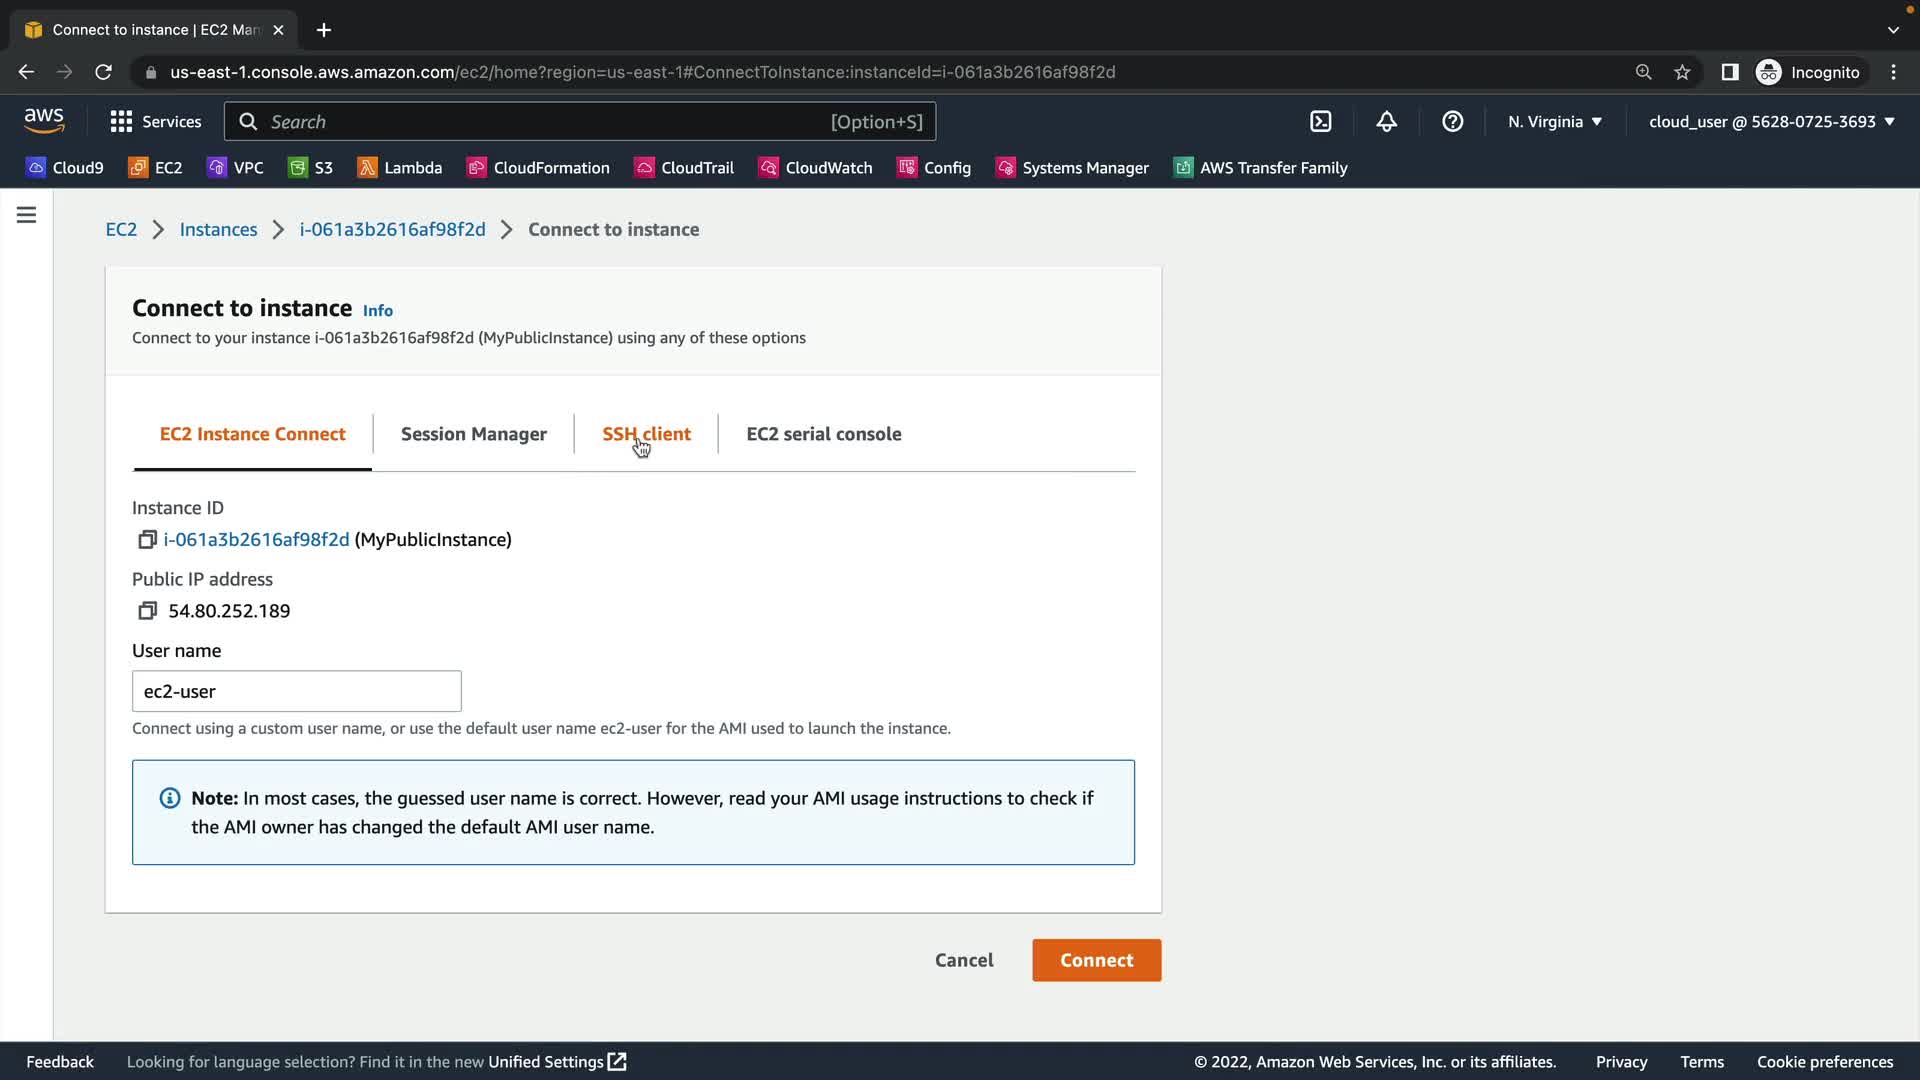 Connect to instance | EC2 Man
us-east-1.console.aws.amazon.com/ec2/home?region=us-east-1#ConnectToInstance:instanceId=i-061a3b2616af98f2d
Incognito
aws
Services
Search
[Option+S]
N. Virginia
cloud_user @ 5628-0725-3693
Cloud9
EC2
VPC
S3
Lambda
CloudFormation
CloudTrail
CloudWatch
Config
Systems Manager
AWS Transfer Family
EC2
Instances
i-061a3b2616af98f2d
Connect to instance
Connect to instance Info
Connect to your instance i-061a3b2616af98f2d (MyPublicInstance) using any of these options
EC2 Instance Connect
Session Manager
SSH client
EC2 serial console
Instance ID
i-061a3b2616af98f2d (MyPublicInstance)
Public IP address
54.80.252.189
User name
ec2-user
Connect using a custom user name, or use the default user name ec2-user for the AMI used to launch the instance.
Note: In most cases, the guessed user name is correct. However, read your AMI usage instructions to check if
the AMI owner has changed the default AMI user name.
Cancel
Connect
Feedback
Looking for language selection? Find it in the new Unified Settings
© 2022, Amazon Web Services, Inc. or its affiliates.
Privacy
Terms
Cookie preferences